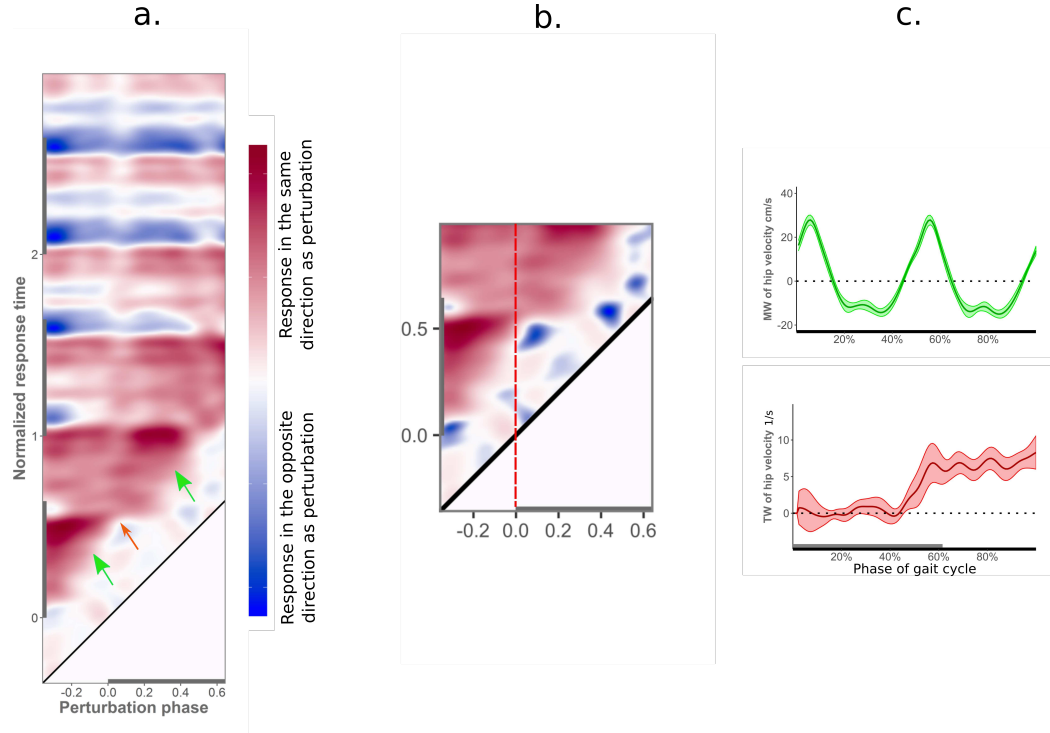 a.
b.
c.
Normalized response time
2
1
0
-0.2 0.0 0.2 0.4 0.6
Perturbation phase
Response in the same
direction as perturbation
Response in the opposite
direction as perturbation
0.5
0.0
-0.2 0.0 0.2 0.4 0.6
MW of hip velocity cm/s
40
20
0
-20
20% 40% 60% 80%
TW of hip velocity 1/s
10
5
0
20% 40% 60% 80%
Phase of gait cycle